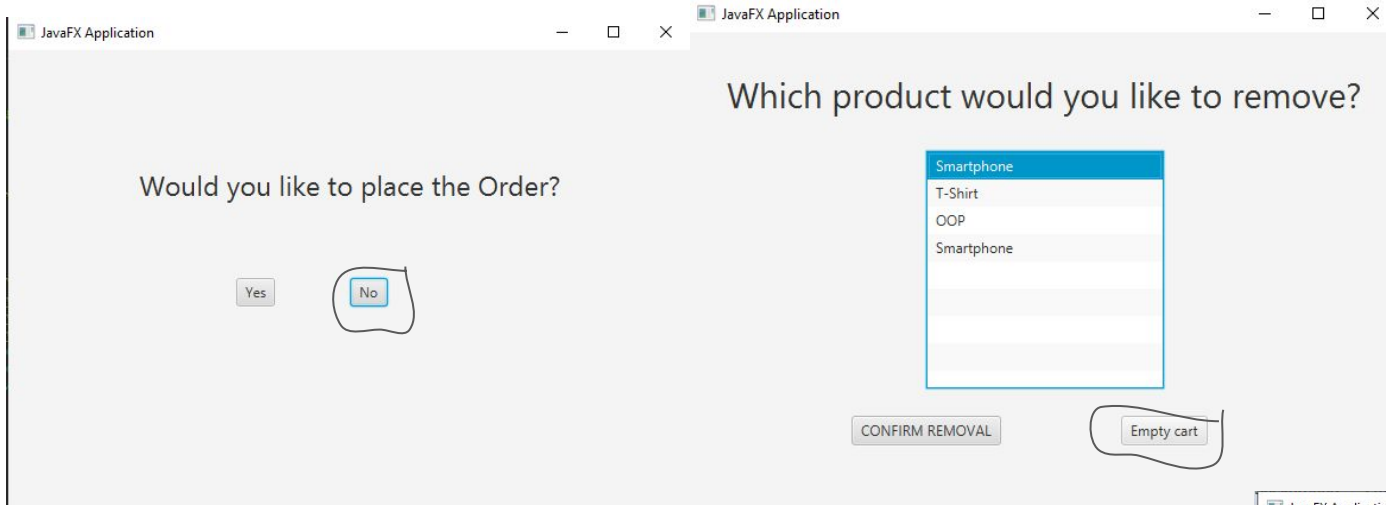 JavaFX Application
Would you like to place the Order?
Yes
No
JavaFX Application
Which product would you like to remove?
Smartphone
T-Shirt
OOP
Smartphone
CONFIRM REMOVAL
Empty cart